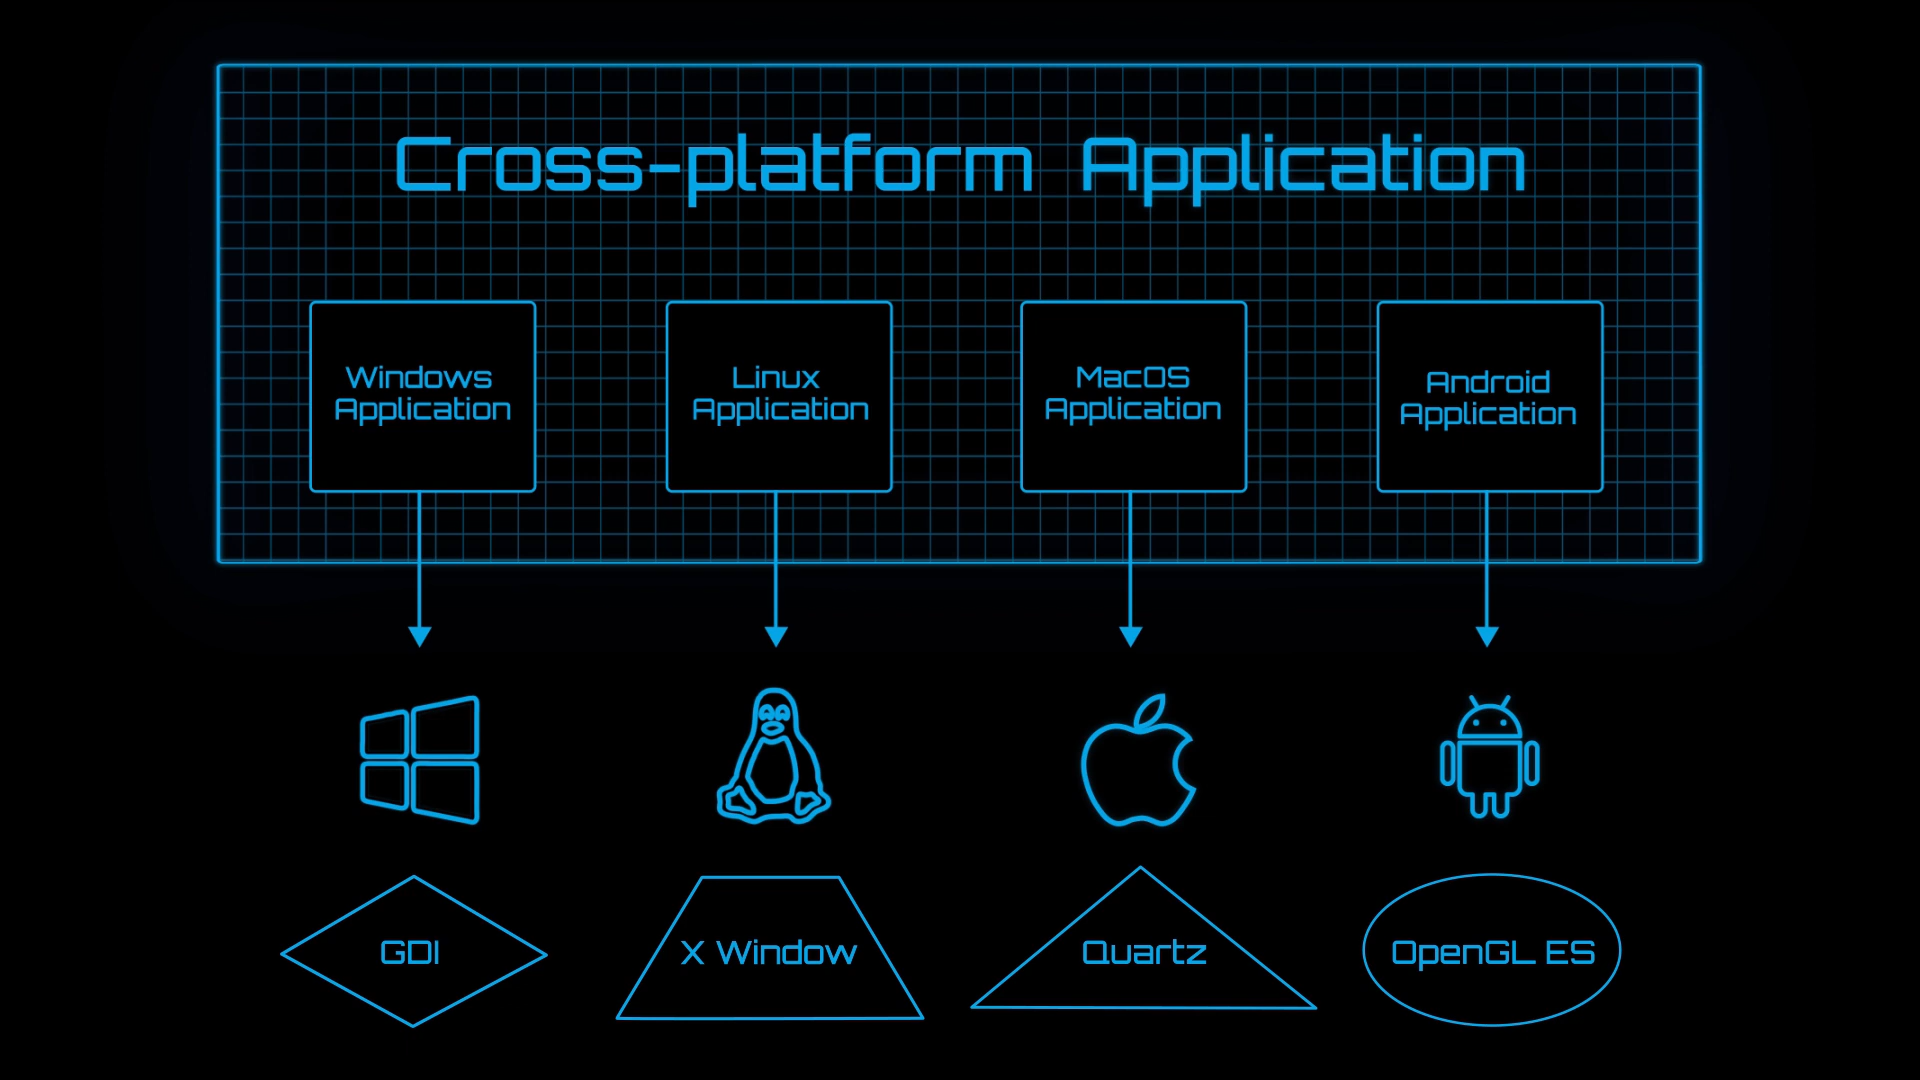 Cross-platform Application
Windows
Application
Linux
Application
MacOS
Application
Android
Application
GDI
X Window
Quartz
OpenGL ES